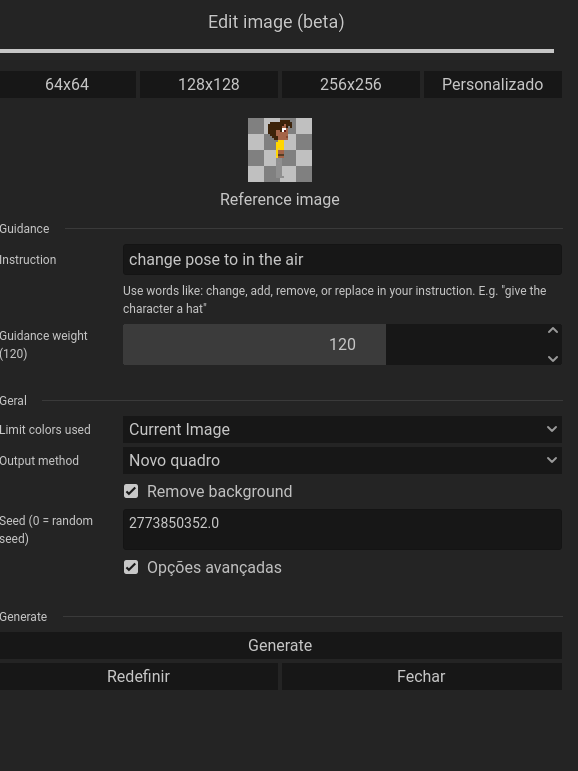 Edit image (beta)
64x64 128x128 256x256 Personalizado
Reference image
Guidance
Instruction change pose to in the air
Use words like: change, add, remove, or replace in your instruction. E.g. "give the
character a hat"
Guidance weight
(120)
120
Geral
Limit colors used Current Image
Output method Novo quadro
Remove background
Seed (0 = random
seed)
2773850352.0
Opções avançadas
Generate
Generate
Redefinir Fechar